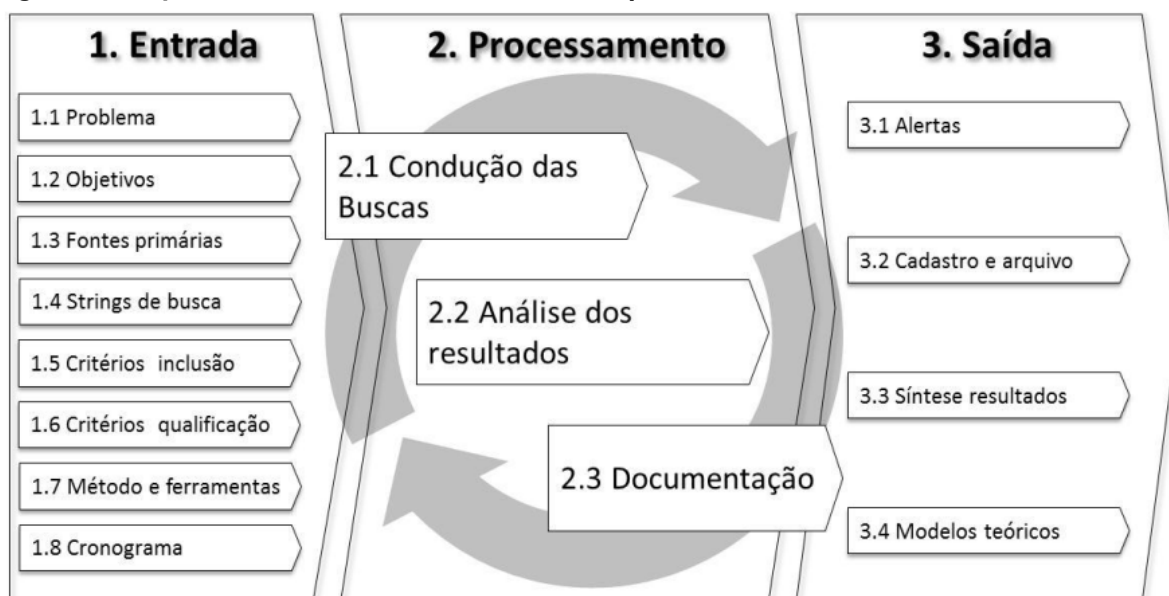 1. Entrada
1.1 Problema
1.2 Objetivos
1.3 Fontes primárias
1.4 Strings de busca
1.5 Critérios inclusão
1.6 Critérios qualificação
1.7 Método e ferramentas
1.8 Cronograma
2. Processamento
2.1 Condução das
Buscas
2.2 Análise dos
resultados
2.3 Documentação
3. Saída
3.1 Alertas
3.2 Cadastro e arquivo
3.3 Síntese resultados
3.4 Modelos teóricos